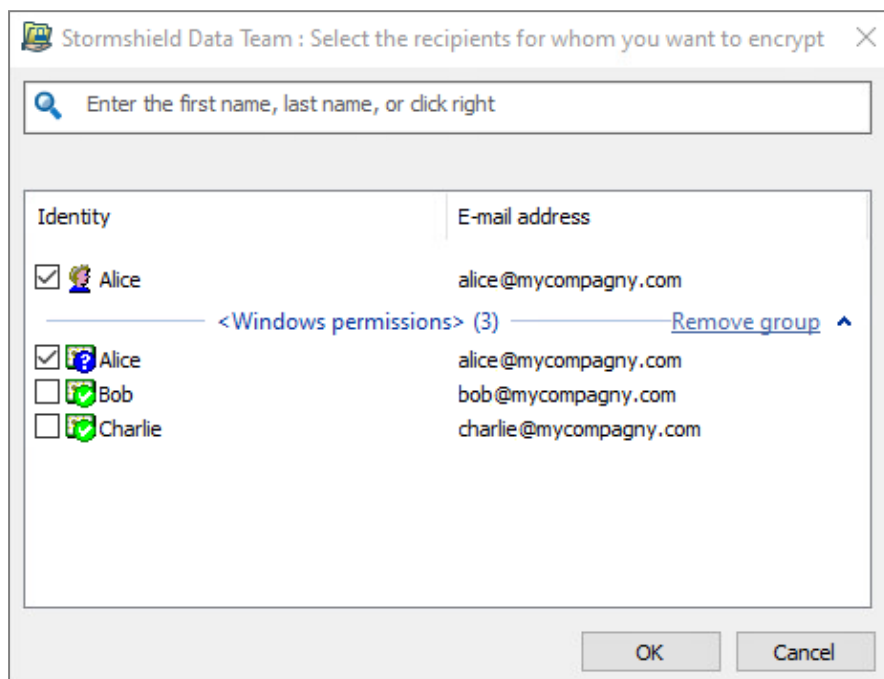 Stormshield Data Team : Select the recipients for whom you want to encrypt
Enter the first name, last name, or click right
Identity E-mail address
Alice alice@mycompagny.com
<Windows permissions> (3) Remove group
Alice alice@mycompagny.com
Bob bob@mycompagny.com
Charlie charlie@mycompagny.com
OK Cancel